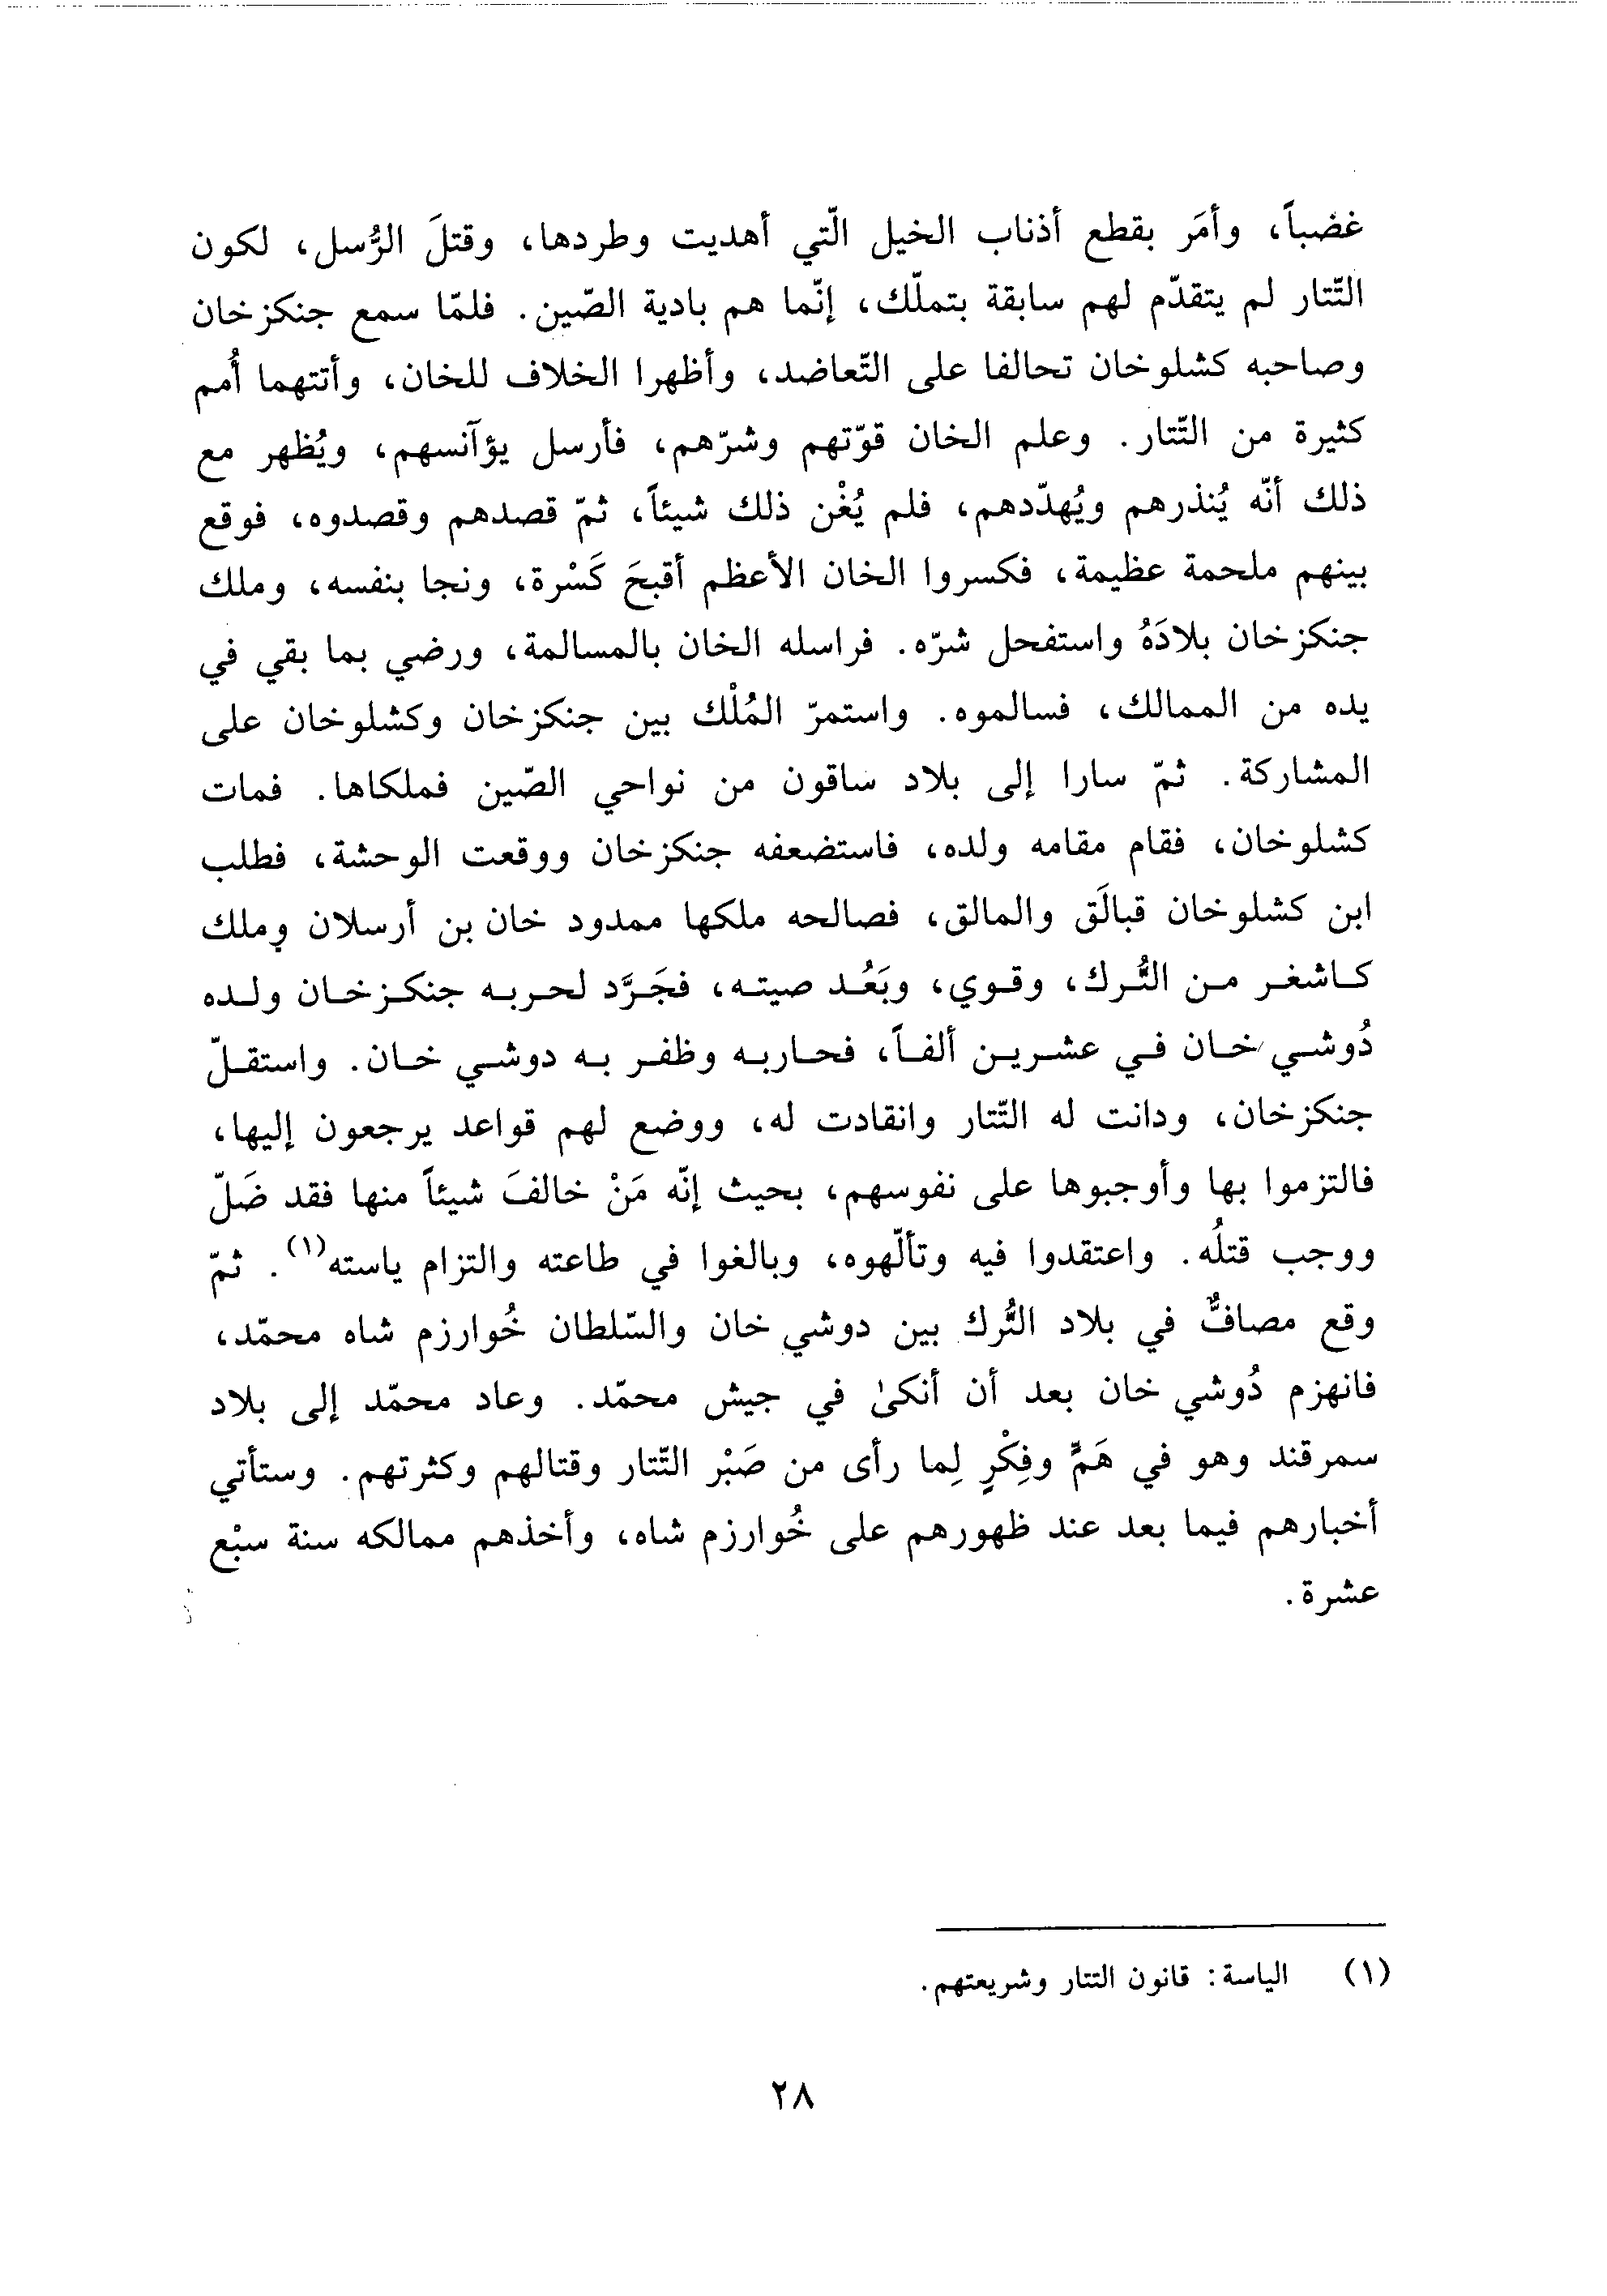 غضباً، وأمَر بقطع أذناب الخيل الّتي أهديت وطردها، وقتلَ الرُّسل، لكون
التّتار لم يتقدّم لهم سابقة بتملّك، إنّما هم بادية الصّين. فلمّا سمع جنكزخان
وصاحبه كشلوخان تحالفا على التّعاضد، وأظهرا الخلاف للخان، وأتتهما أُمم
كثيرة من التّتار. وعلم الخان قوّتهم وشرّهم، فأرسل يؤآنسهم، ويُظهر مع
ذلك أنّه يُنذرهم ويُهدّدهم، فلم يُغْن ذلك شيئاً، ثمّ قصدهم وقصدوه، فوقع
بينهم ملحمة عظيمة، فكسروا الخان الأعظم أقبحَ كَسْرة، ونجا بنفسه، وملك
جنكزخان بلادَهُ واستفحل شرّه. فراسله الخان بالمسالمة، ورضي بما بقي في
يده من الممالك، فسالموه. واستمرّ المُلْك بين جنكزخان وكشلوخان على
المشاركة. ثمّ سارا إلى بلاد ساقون من نواحي الصّين فملكاها. فمات
كشلوخان، فقام مقامه ولده، فاستضعفه جنكزخان ووقعت الوحشة، فطلب
ابن كشلوخان قبالَق والمالق، فصالحه ملكها ممدود خان بن أرسلان وملك
كاشغر من التُّرك، وقوي، وبَعُد صيته، فجَرَّد لحربه جنكزخان ولده
دُوشي خان في عشرين ألفاً، فحاربه وظفر به دوشي خان. واستقلّ
جنكزخان، ودانت له التّتار وانقادت له، ووضع لهم قواعد يرجعون إليها،
فالتزموا بها وأوجبوها على نفوسهم، بحيث إنّه مَنْ خالفَ شيئاً منها فقد ضَلّ
ووجب قتلُه. واعتقدوا فيه وتألّهوه، وبالغوا في طاعته والتزام ياسته(١). ثمّ
وقع مصافٌّ في بلاد التُّرك بين دوشي خان والسّلطان خُوارزم شاه محمّد،
فانهزم دُوشي خان بعد أن أنكىٰ في جيش محمّد. وعاد محمّد إلى بلاد
سمرقند وهو في هَمٍّ وفِكْرٍ لِما رأى من صَبْر التّتار وقتالهم وكثرتهم. وستأتي
أخبارهم فيما بعد عند ظهورهم على خُوارزم شاه، وأخذهم ممالكه سنة سبْع
عشرة.
(١) الياسة: قانون التتار وشريعتهم.
٢٨